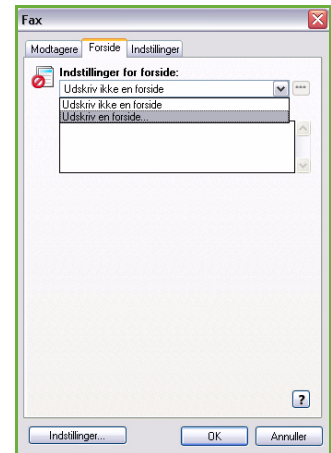 Fax
Modtagere Forside Indstillinger
Indstillinger for forside:
Udskriv ikke en forside
Udskriv ikke en forside
Udskriv en forside...
?
Indstillinger... OK Annuller